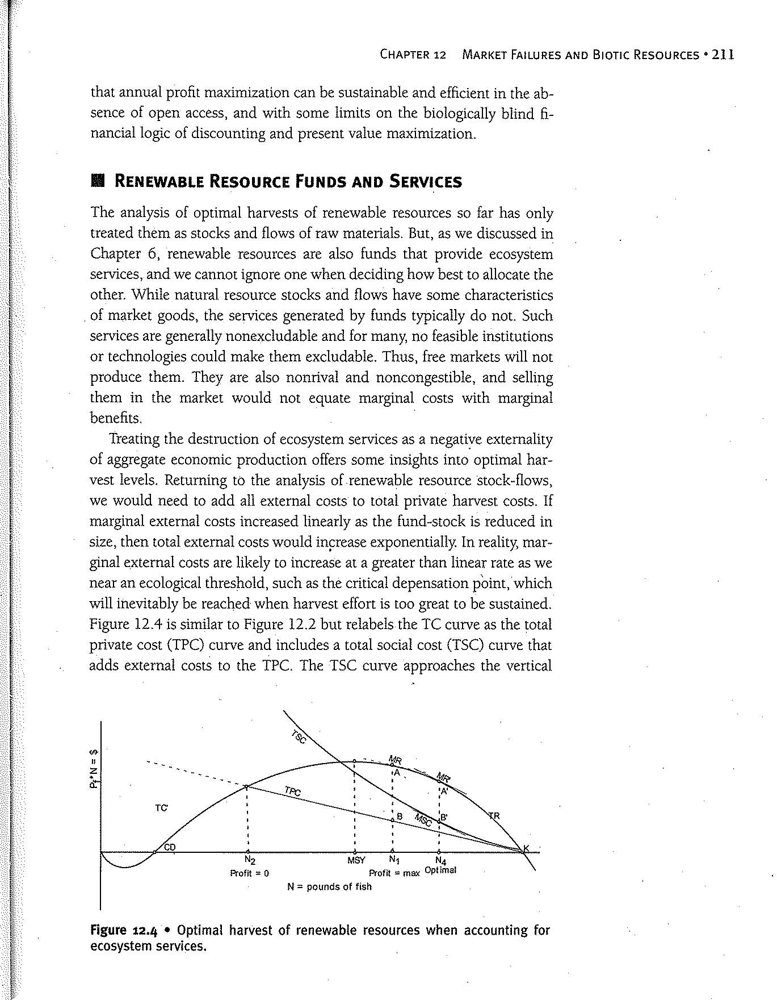 CHAPTER 12 MARKET FAILURES AND BIOTIC RESOURCES • 211
that annual profit maximization can be sustainable and efficient in the ab-
sence of open access, and with some limits on the biologically blind fi-
nancial logic of discounting and present value maximization.
■ RENEWABLE RESOURCE FUNDS AND SERVICES
The analysis of optimal harvests of renewable resources so far has only
treated them as stocks and flows of raw materials. But, as we discussed in
Chapter 6, renewable resources are also funds that provide ecosystem
services, and we cannot ignore one when deciding how best to allocate the
other. While natural resource stocks and flows have some characteristics
of market goods, the services generated by funds typically do not. Such
services are generally nonexcludable and for many, no feasible institutions
or technologies could make them excludable. Thus, free markets will not
produce them. They are also nonrival and noncongestible, and selling
them in the market would not equate marginal costs with marginal
benefits.
Treating the destruction of ecosystem services as a negative externality
of aggregate economic production offers some insights into optimal har-
vest levels. Returning to the analysis of renewable resource stock-flows,
we would need to add all external costs to total private harvest costs. If
marginal external costs increased linearly as the fund-stock is reduced in
size, then total external costs would increase exponentially. In reality, mar-
ginal external costs are likely to increase at a greater than linear rate as we
near an ecological threshold, such as the critical depensation point, which
will inevitably be reached when harvest effort is too great to be sustained.
Figure 12.4 is similar to Figure 12.2 but relabels the TC curve as the total
private cost (TPC) curve and includes a total social cost (TSC) curve that
adds external costs to the TPC. The TSC curve approaches the vertical
TSC
Pf*N = $
MR
A
MR'
'A'
TPC
TC'
B
MSC
B'
TR
CD
K
N2
MSY
N1
N4
Profit = 0
Profit = max
Optimal
N = pounds of fish
Figure 12.4 • Optimal harvest of renewable resources when accounting for
ecosystem services.